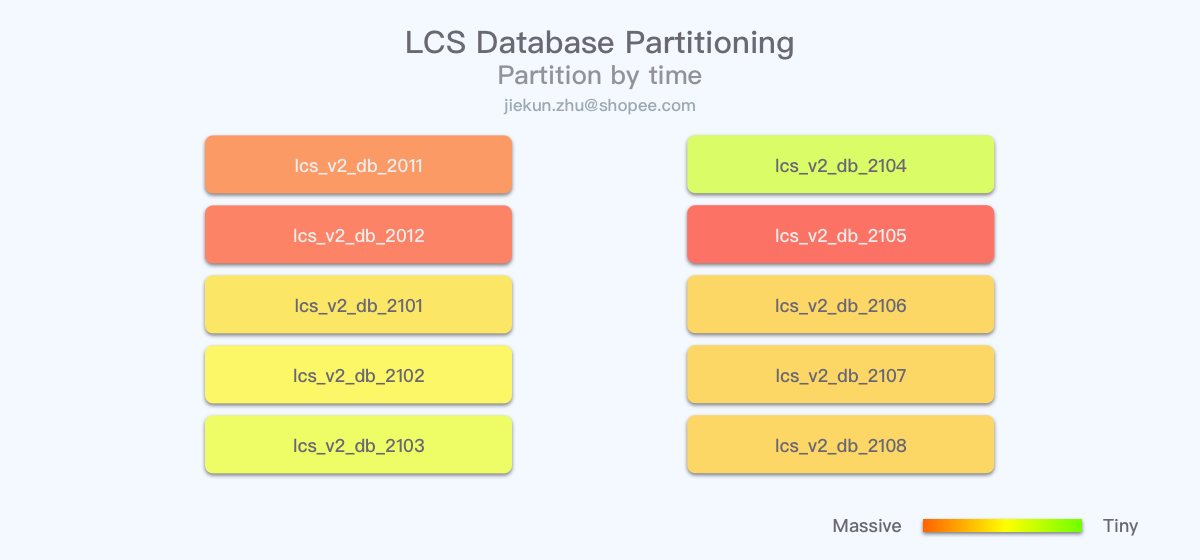 LCS Database Partitioning
Partition by time
jiekun.zhu@shopee.com
lcs_v2_db_2011
lcs_v2_db_2012
lcs_v2_db_2101
lcs_v2_db_2102
lcs_v2_db_2103
lcs_v2_db_2104
lcs_v2_db_2105
lcs_v2_db_2106
lcs_v2_db_2107
lcs_v2_db_2108
Massive
Tiny